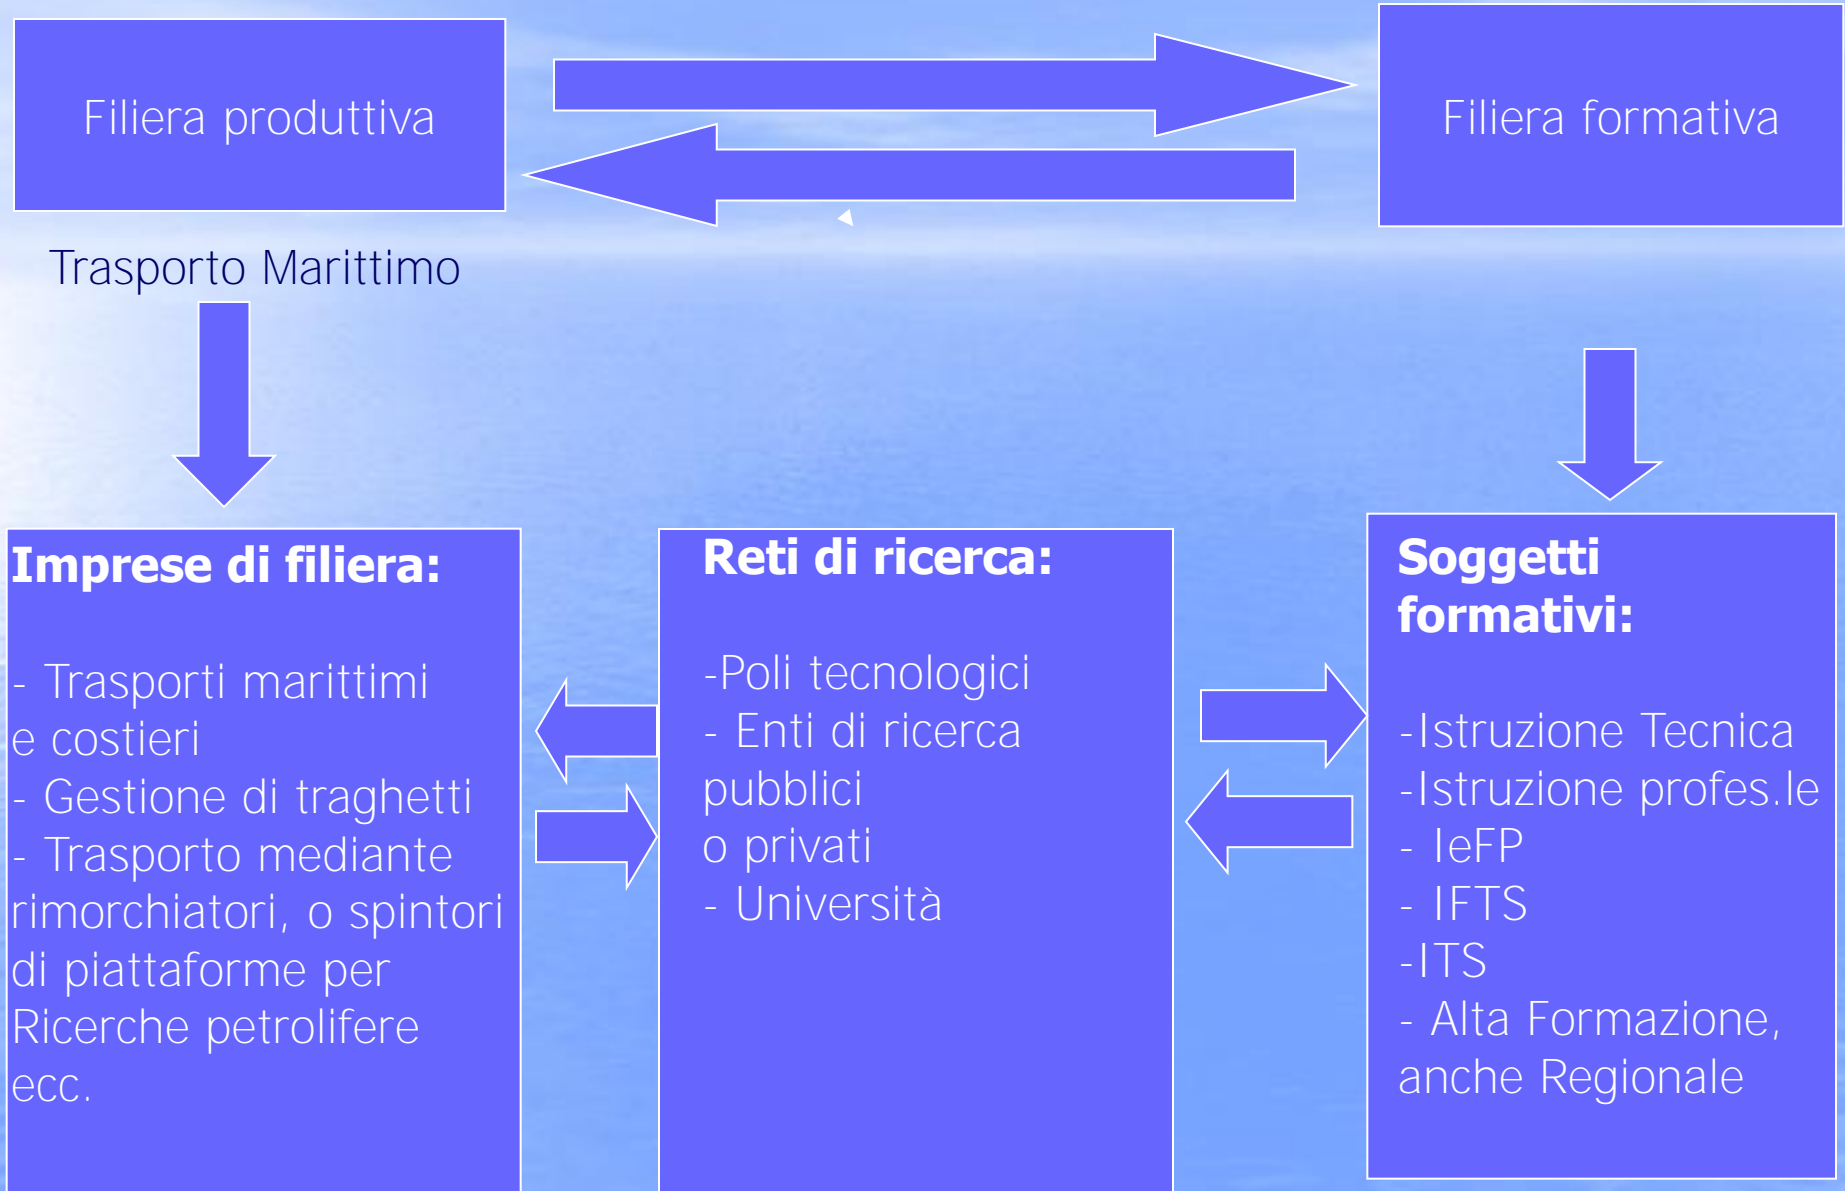 Filiera produttiva
Filiera formativa
Trasporto Marittimo
Imprese di filiera:
- Trasporti marittimi
e costieri
- Gestione di traghetti
- Trasporto mediante
rimorchiatori, o spintori
di piattaforme per
Ricerche petrolifere
ecc.
Reti di ricerca:
-Poli tecnologici
- Enti di ricerca
pubblici
o privati
- Università
Soggetti
formativi:
-Istruzione Tecnica
-Istruzione profes.le
- IeFP
- IFTS
-ITS
- Alta Formazione,
anche Regionale